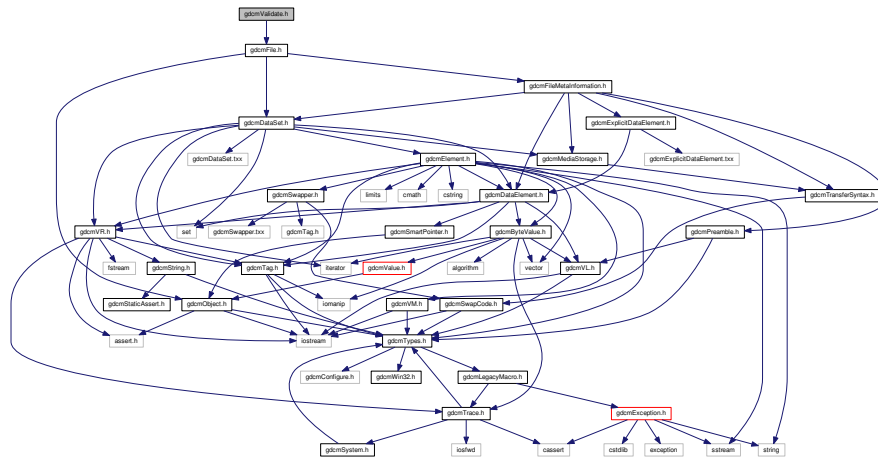 gdcmValidate.h
gdcmFile.h
gdcmFileMetaInformation.h
gdcmDataSet.h
gdcmExplicitDataElement.h
gdcmDataSet.txx
gdcmElement.h
gdcmMediaStorage.h
gdcmExplicitDataElement.txx
gdcmSwapper.h
limits
cmath
cstring
gdcmDataElement.h
gdcmTransferSyntax.h
gdcmVR.h
set
gdcmSwapper.txx
gdcmTag.h
gdcmSmartPointer.h
gdcmByteValue.h
gdcmPreamble.h
fstream
gdcmString.h
gdcmTag.h
iterator
gdcmValue.h
algorithm
vector
gdcmVL.h
gdcmStaticAssert.h
gdcmObject.h
iomanip
gdcmVM.h
gdcmSwapCode.h
assert.h
iostream
gdcmTypes.h
gdcmConfigure.h
gdcmWin32.h
gdcmLegacyMacro.h
gdcmTrace.h
gdcmException.h
gdcmSystem.h
iosfwd
cassert
cstdlib
exception
sstream
string